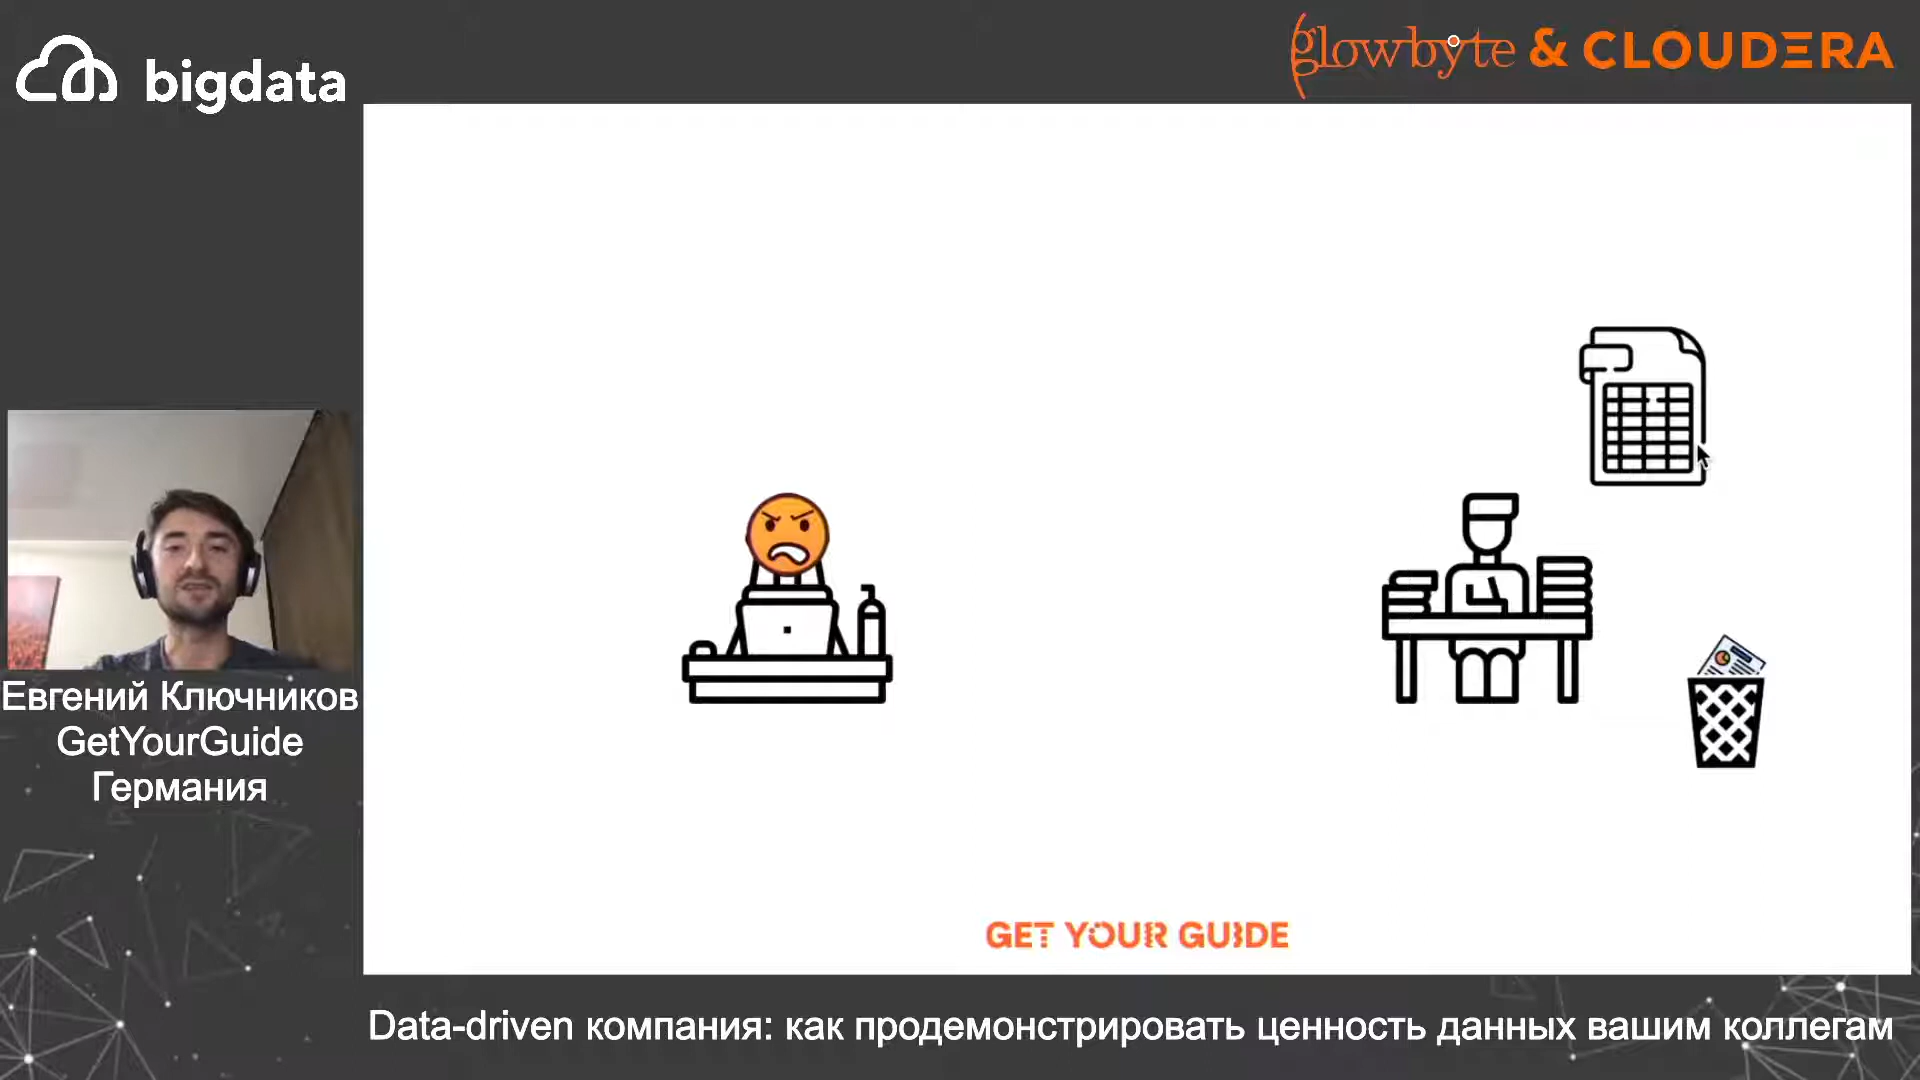 bigdata
glowbyte & CLOUDERA
Евгений Ключников
GetYourGuide
Германия
GET YOUR GUIDE
Data-driven компания: как продемонстрировать ценность данных вашим коллегам